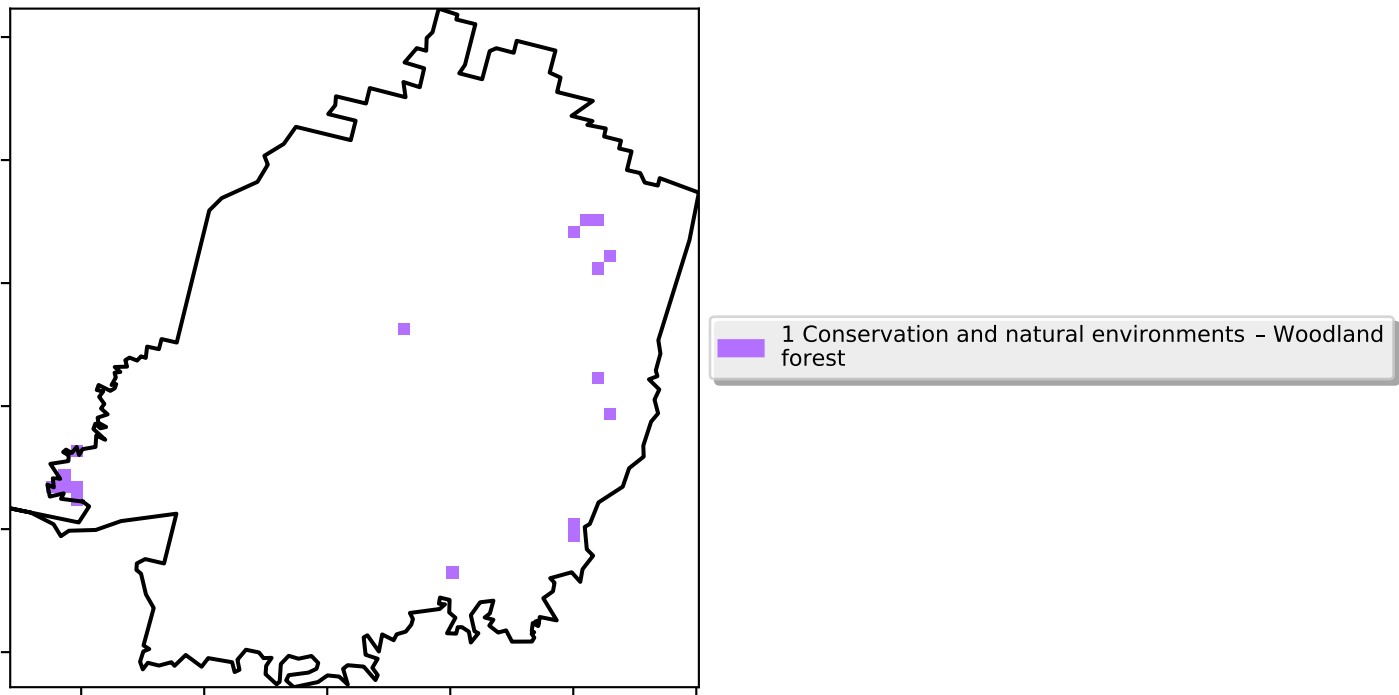 1 Conservation and natural environments – Woodland
forest